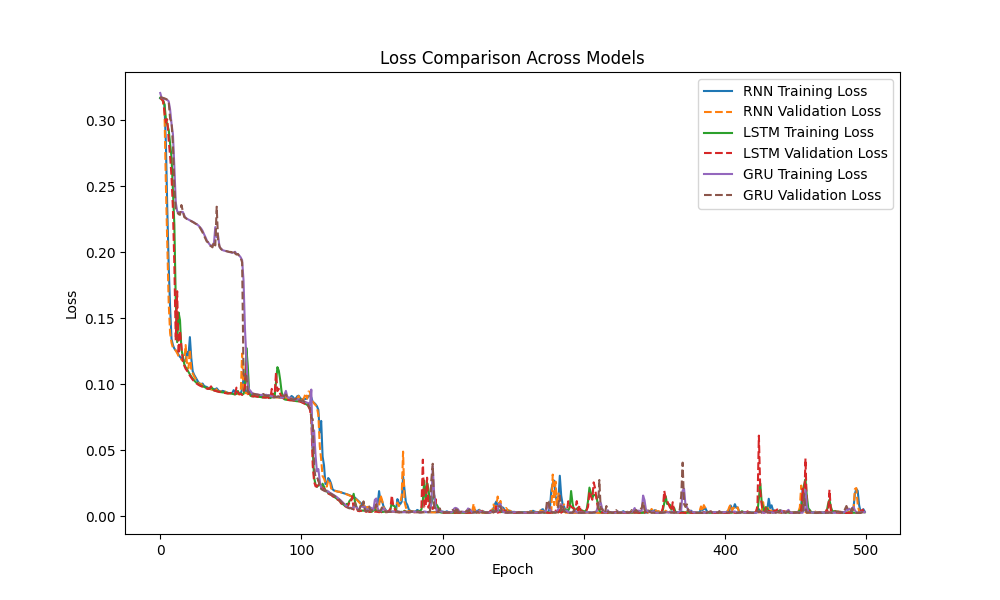 Loss Comparison Across Models
RNN Training Loss
RNN Validation Loss
LSTM Training Loss
LSTM Validation Loss
GRU Training Loss
GRU Validation Loss
0.30
0.25
0.20
0.15
0.10
0.05
0.00
Loss
0 100 200 300 400 500
Epoch